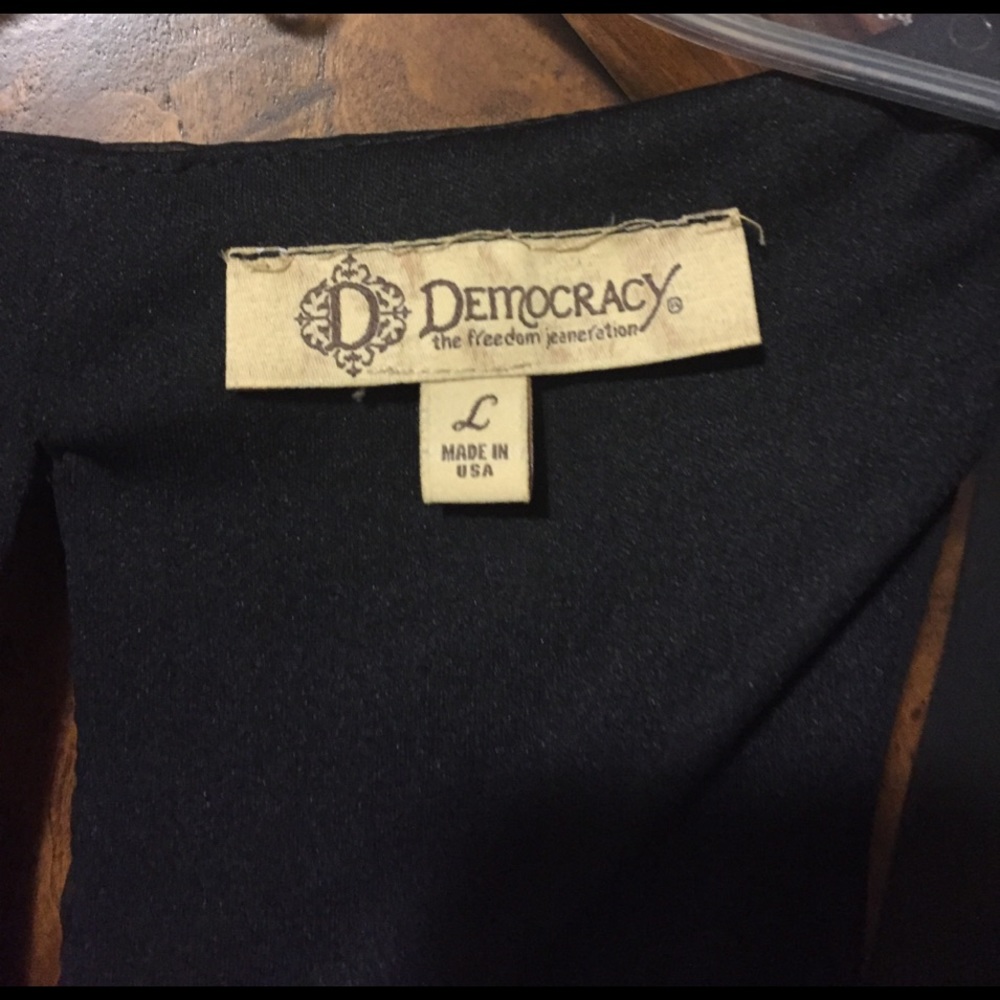 D DEMOCRACY®
the freedom jeaneration
L
MADE IN
USA